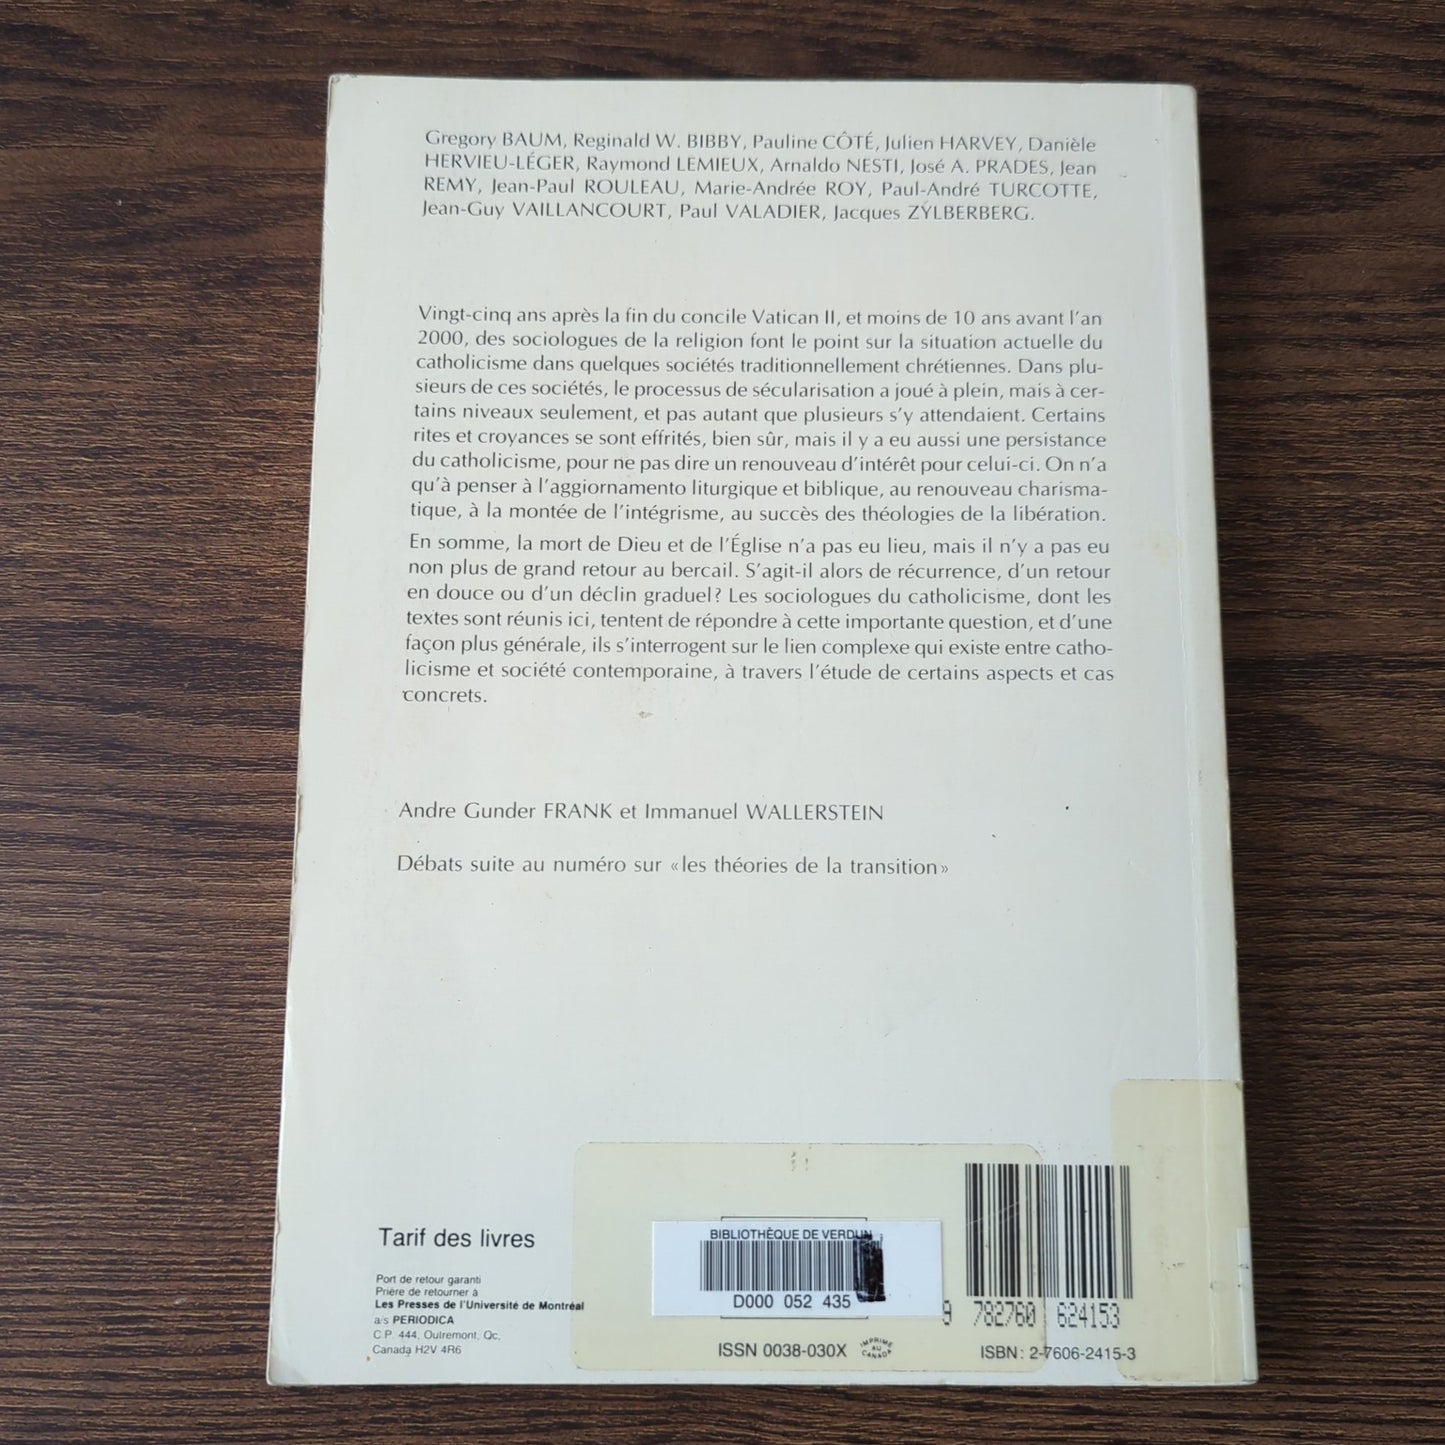 Gregory BAUM, Reginald W. BIBBY, Pauline CÔTÉ, Julien HARVEY, Danièle
HERVIEU-LÉGER, Raymond LEMIEUX, Arnaldo NESTI, José A. PRADES, Jean
REMY, Jean-Paul ROULEAU, Marie-Andrée ROY, Paul-André TURCOTTE,
Jean-Guy VAILLANCOURT, Paul VALADIER, Jacques ZYLBERBERG.
Vingt-cinq ans après la fin du concile Vatican II, et moins de 10 ans avant l'an
2000, des sociologues de la religion font le point sur la situation actuelle du
catholicisme dans quelques sociétés traditionnellement chrétiennes. Dans plu-
sieurs de ces sociétés, le processus de sécularisation a joué à plein, mais à cer-
tains niveaux seulement, et pas autant que plusieurs s'y attendaient. Certains
rites et croyances se sont effrités, bien sûr, mais il y a eu aussi une persistance
du catholicisme, pour ne pas dire un renouveau d'intérêt pour celui-ci. On n'a
qu'à penser à l'aggiornamento liturgique et biblique, au renouveau charisma-
tique, à la montée de l'intégrisme, au succès des théologies de la libération.
En somme, la mort de Dieu et de l'Église n'a pas eu lieu, mais il n'y a pas eu
non plus de grand retour au bercail. S'agit-il alors de récurrence, d'un retour
en douce ou d'un déclin graduel? Les sociologues du catholicisme, dont les
textes sont réunis ici, tentent de répondre à cette importante question, et d'une
façon plus générale, ils s'interrogent sur le lien complexe qui existe entre catho-
licisme et société contemporaine, à travers l'étude de certains aspects et cas
concrets.
Andre Gunder FRANK et Immanuel WALLERSTEIN
Débats suite au numéro sur «les théories de la transition»
Tarif des livres
Port de retour garanti
Prière de retourner à
Les Presses de l'Université de Montréal
a/s PERIODICA
C.P. 444, Outremont, Qc,
Canada H2V 4R6
BIBLIOTHÈQUE DE VERDUN
D000 052 435
ISSN 0038-030X
IMPRIMÉ AU CANADA
9 782760 624153
ISBN : 2-7606-2415-3